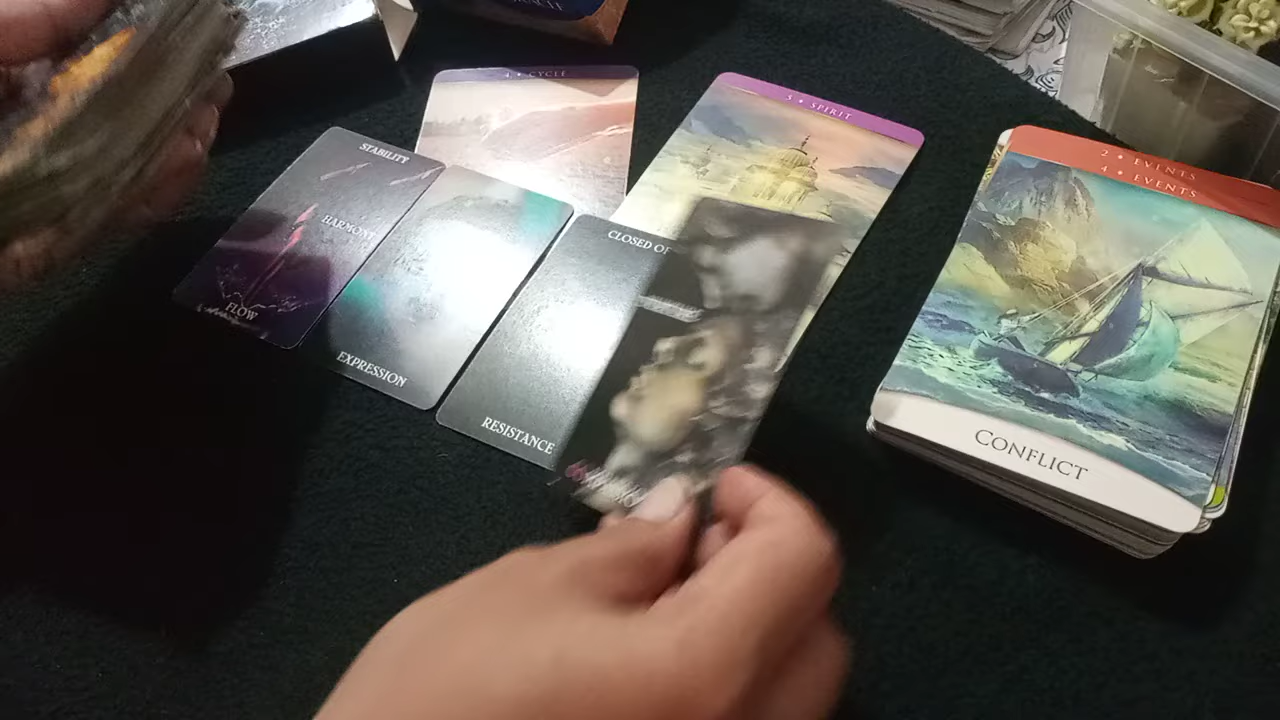 4 • CYCLE
5 • SPIRIT
2 • EVENTS
4 • EVENTS
STABILITY
HARMONY
FLOW
EXPRESSION
CLOSED OF
RESISTANCE
CONFLICT